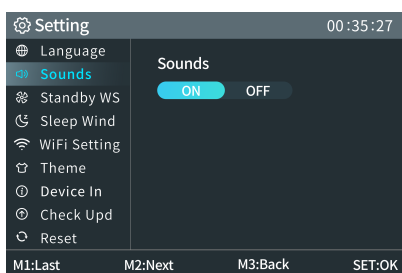 Setting 00:35:27
Language
Sounds
Standby WS
Sleep Wind
WiFi Setting
Theme
Device In
Check Upd
Reset
Sounds
ON OFF
M1:Last M2:Next M3:Back SET:OK